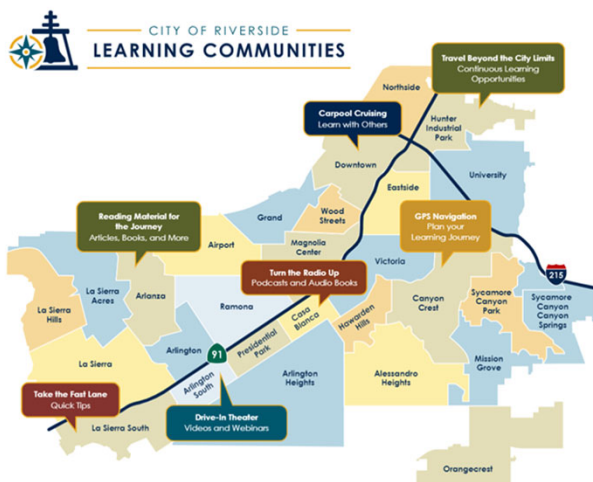 CITY OF RIVERSIDE
LEARNING COMMUNITIES
Travel Beyond the City Limits
Continuous Learning
Opportunities
Northside
Carpool Cruising
Learn with Others
Hunter
Industrial
Park
Downtown
University
Eastside
Reading Material for
the Journey
Articles, Books, and More
Grand
Wood
Streets
GPS Navigation
Plan your
Learning Journey
Airport
Magnolia
Center
Victoria
Turn the Radio Up
Podcasts and Audio Books
215
La Sierra
Acres
Arlanza
La Sierra
Hills
Ramona
Casa
Blanca
Hawarden
Hills
Canyon
Crest
Sycamore
Canyon
Park
Sycamore
Canyon
Canyon
Springs
Arlington
91
Presidential
Park
La Sierra
Arlington
South
Arlington
Heights
Alessandro
Heights
Mission
Grove
Take the Fast Lane
Quick Tips
Drive-In Theater
Videos and Webinars
La Sierra South
Orangecrest